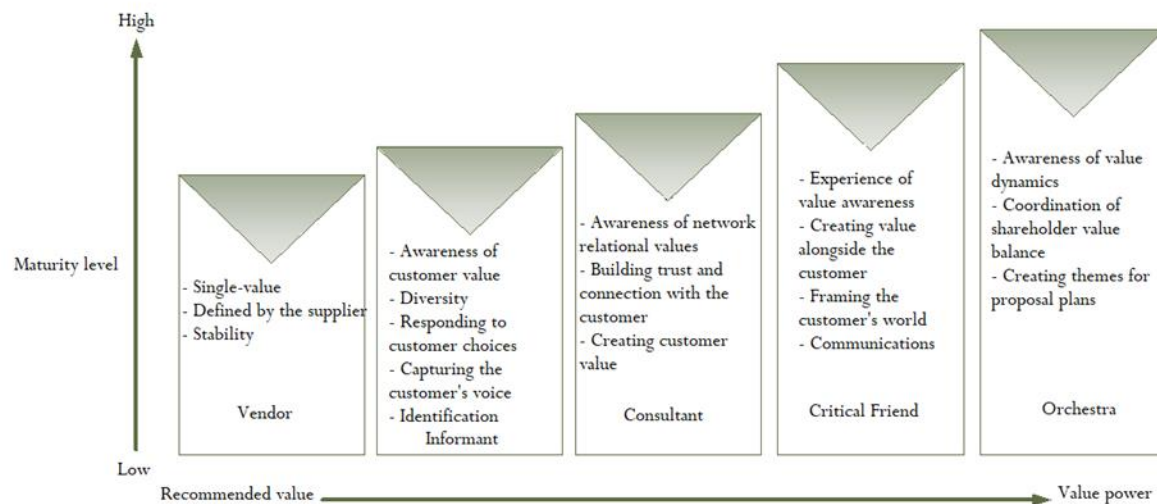 High
Maturity level
Low
- Single-value
- Defined by the supplier
- Stability
Vendor
- Awareness of
customer value
- Diversity
- Responding to
customer choices
- Capturing the
customer's voice
- Identification
Informant
- Awareness of network
relational values
- Building trust and
connection with the
customer
- Creating customer
value
Consultant
- Experience of
value awareness
- Creating value
alongside the
customer
- Framing the
customer's world
- Communications
Critical Friend
- Awareness of value
dynamics
- Coordination of
shareholder value
balance
- Creating themes for
proposal plans
Orchestra
Recommended value
Value power